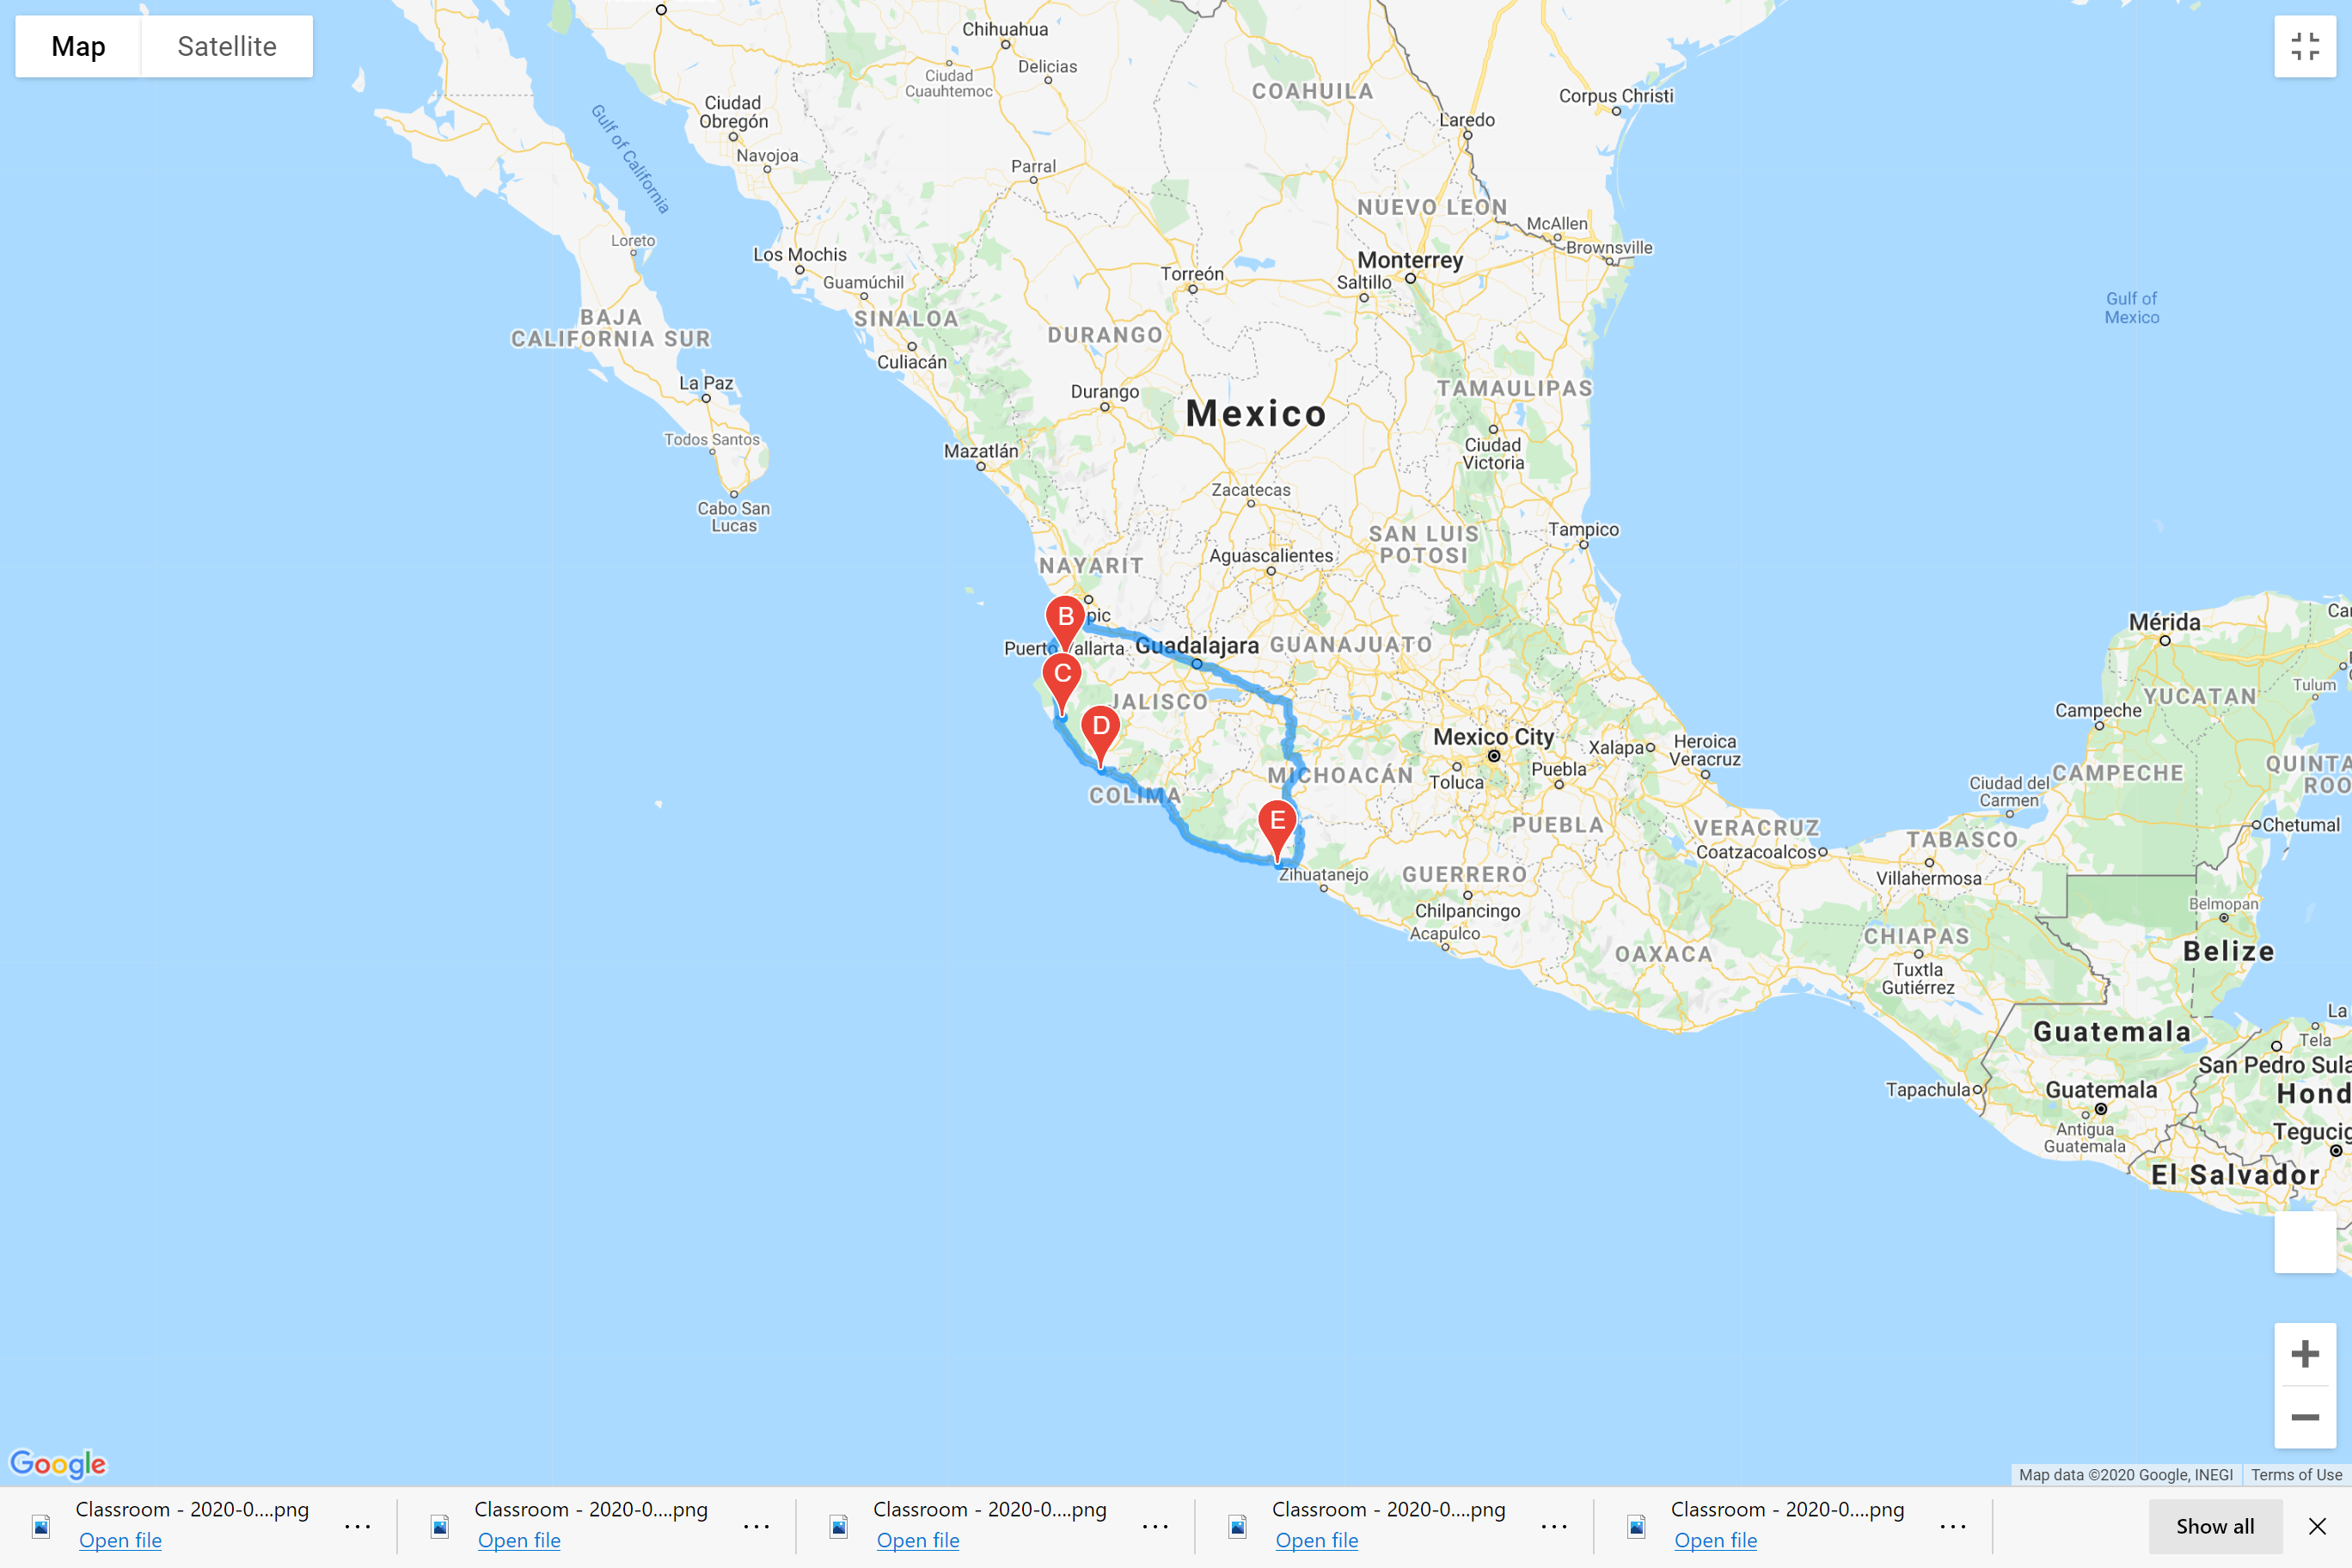 Map
Satellite
Chihuahua
Delicias
Ciudad
Cuauhtemoc
COAHUILA
Corpus Christi
Laredo
Ciudad
Obregón
Navojoa
Gulf of California
Parral
NUEVO LEON
McAllen
Brownsville
Loreto
Los Mochis
Guamúchil
Torreón
Monterrey
Saltillo
Gulf of
Mexico
BAJA
CALIFORNIA SUR
SINALOA
Culiacán
DURANGO
La Paz
Durango
Mexico
TAMAULIPAS
Todos Santos
Mazatlán
Ciudad
Victoria
Cabo San
Lucas
Zacatecas
SAN LUIS
POTOSI
Tampico
Aguascalientes
NAYARIT
B
pic
Puerto Vallarta
Guadalajara
GUANAJUATO
Mérida
C
JALISCO
YUCATAN
Tulum
Campeche
D
Mexico City
Xalapa
Heroica
Veracruz
MICHOACÁN
Toluca
Puebla
COLIMA
Ciudad del
Carmen
CAMPECHE
QUINTA
ROO
E
PUEBLA
VERACRUZ
Coatzacoalcos
TABASCO
Chetumal
Zihuatanejo
GUERRERO
Villahermosa
Chilpancingo
Belmopan
Acapulco
CHIAPAS
OAXACA
Tuxtla
Gutiérrez
Belize
La
Guatemala
Tela
San Pedro Sula
Tapachula
Guatemala
Hond
Antigua
Guatemala
Tegucig
El Salvador
Google
Map data ©2020 Google, INEGI
Terms of Use
Classroom - 2020-0....png
Open file
Classroom - 2020-0....png
Open file
Classroom - 2020-0....png
Open file
Classroom - 2020-0....png
Open file
Classroom - 2020-0....png
Open file
Show all